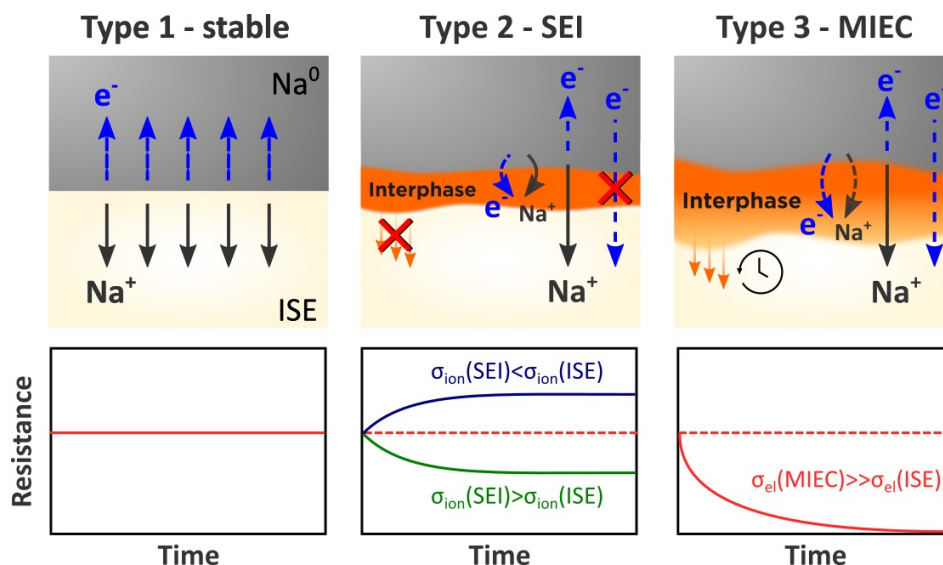 Type 1 - stable
Type 2 - SEI
Type 3 - MIEC
e⁻
Na⁰
Na⁺
ISE
e⁻
e⁻
Interphase
e⁻
Na⁺
Na⁺
e⁻
e⁻
Interphase
e⁻
Na⁺
Na⁺
Resistance
σion(SEI)<σion(ISE)
σion(SEI)>σion(ISE)
σel(MIEC)>>σel(ISE)
Time
Time
Time